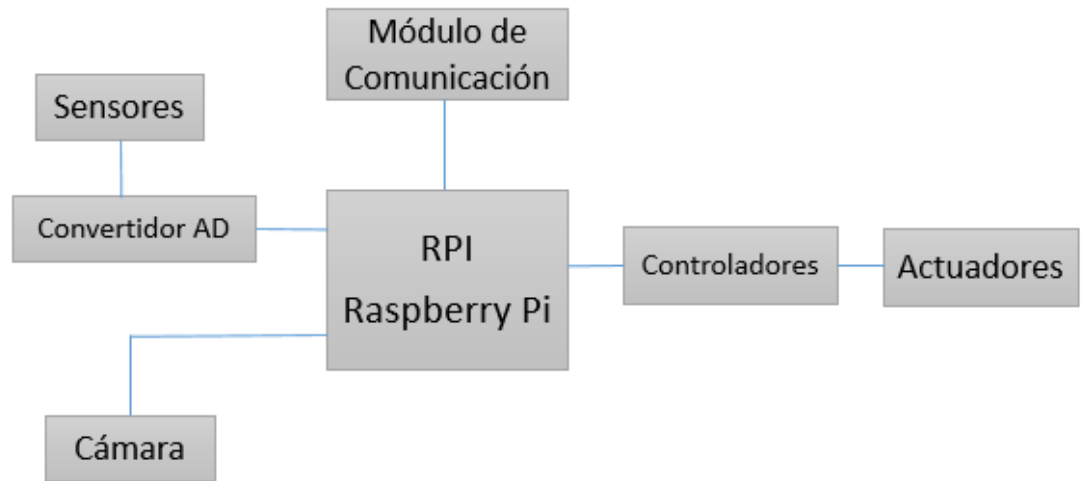 Módulo de
Comunicación
Sensores
Convertidor AD
RPI
Raspberry Pi
Controladores
Actuadores
Cámara